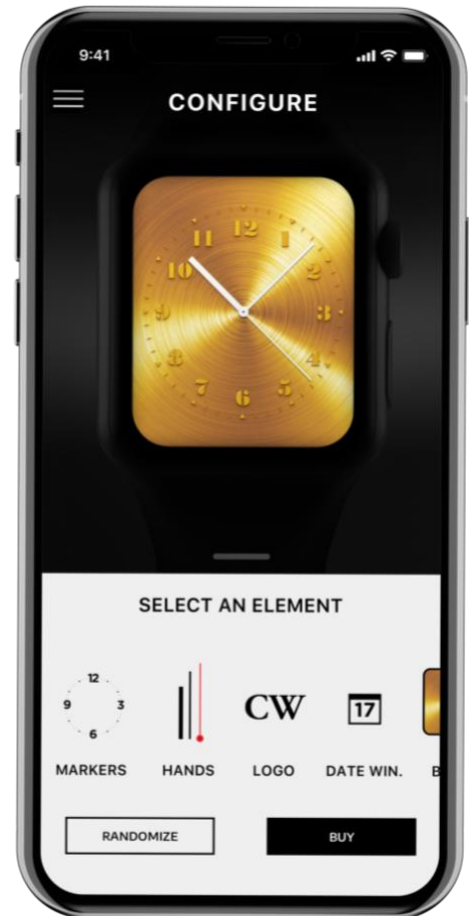 9:41
CONFIGURE
12
11
1
10
2
9
3
8
4
7
5
6
SELECT AN ELEMENT
12
9
3
6
CW
17
MARKERS
HANDS
LOGO
DATE WIN.
B
RANDOMIZE
BUY